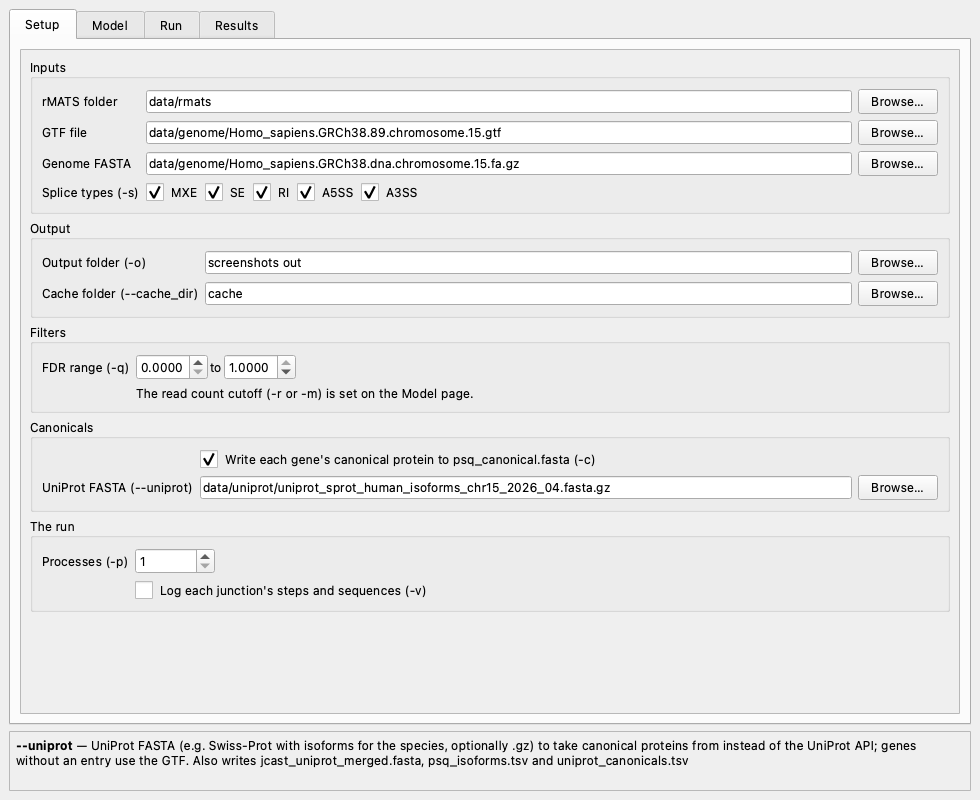 Setup
Model
Run
Results
Inputs
rMATS folder
data/rmats
Browse...
GTF file
data/genome/Homo_sapiens.GRCh38.89.chromosome.15.gtf
Browse...
Genome FASTA
data/genome/Homo_sapiens.GRCh38.dna.chromosome.15.fa.gz
Browse...
Splice types (-s)
MXE
SE
RI
A5SS
A3SS
Output
Output folder (-o)
screenshots out
Browse...
Cache folder (--cache_dir)
cache
Browse...
Filters
FDR range (-q)
0.0000
to
1.0000
The read count cutoff (-r or -m) is set on the Model page.
Canonicals
Write each gene's canonical protein to psq_canonical.fasta (-c)
UniProt FASTA (--uniprot)
data/uniprot/uniprot_sprot_human_isoforms_chr15_2026_04.fasta.gz
Browse...
The run
Processes (-p)
1
Log each junction's steps and sequences (-v)
--uniprot — UniProt FASTA (e.g. Swiss-Prot with isoforms for the species, optionally .gz) to take canonical proteins from instead of the UniProt API; genes
without an entry use the GTF. Also writes jcast_uniprot_merged.fasta, psq_isoforms.tsv and uniprot_canonicals.tsv